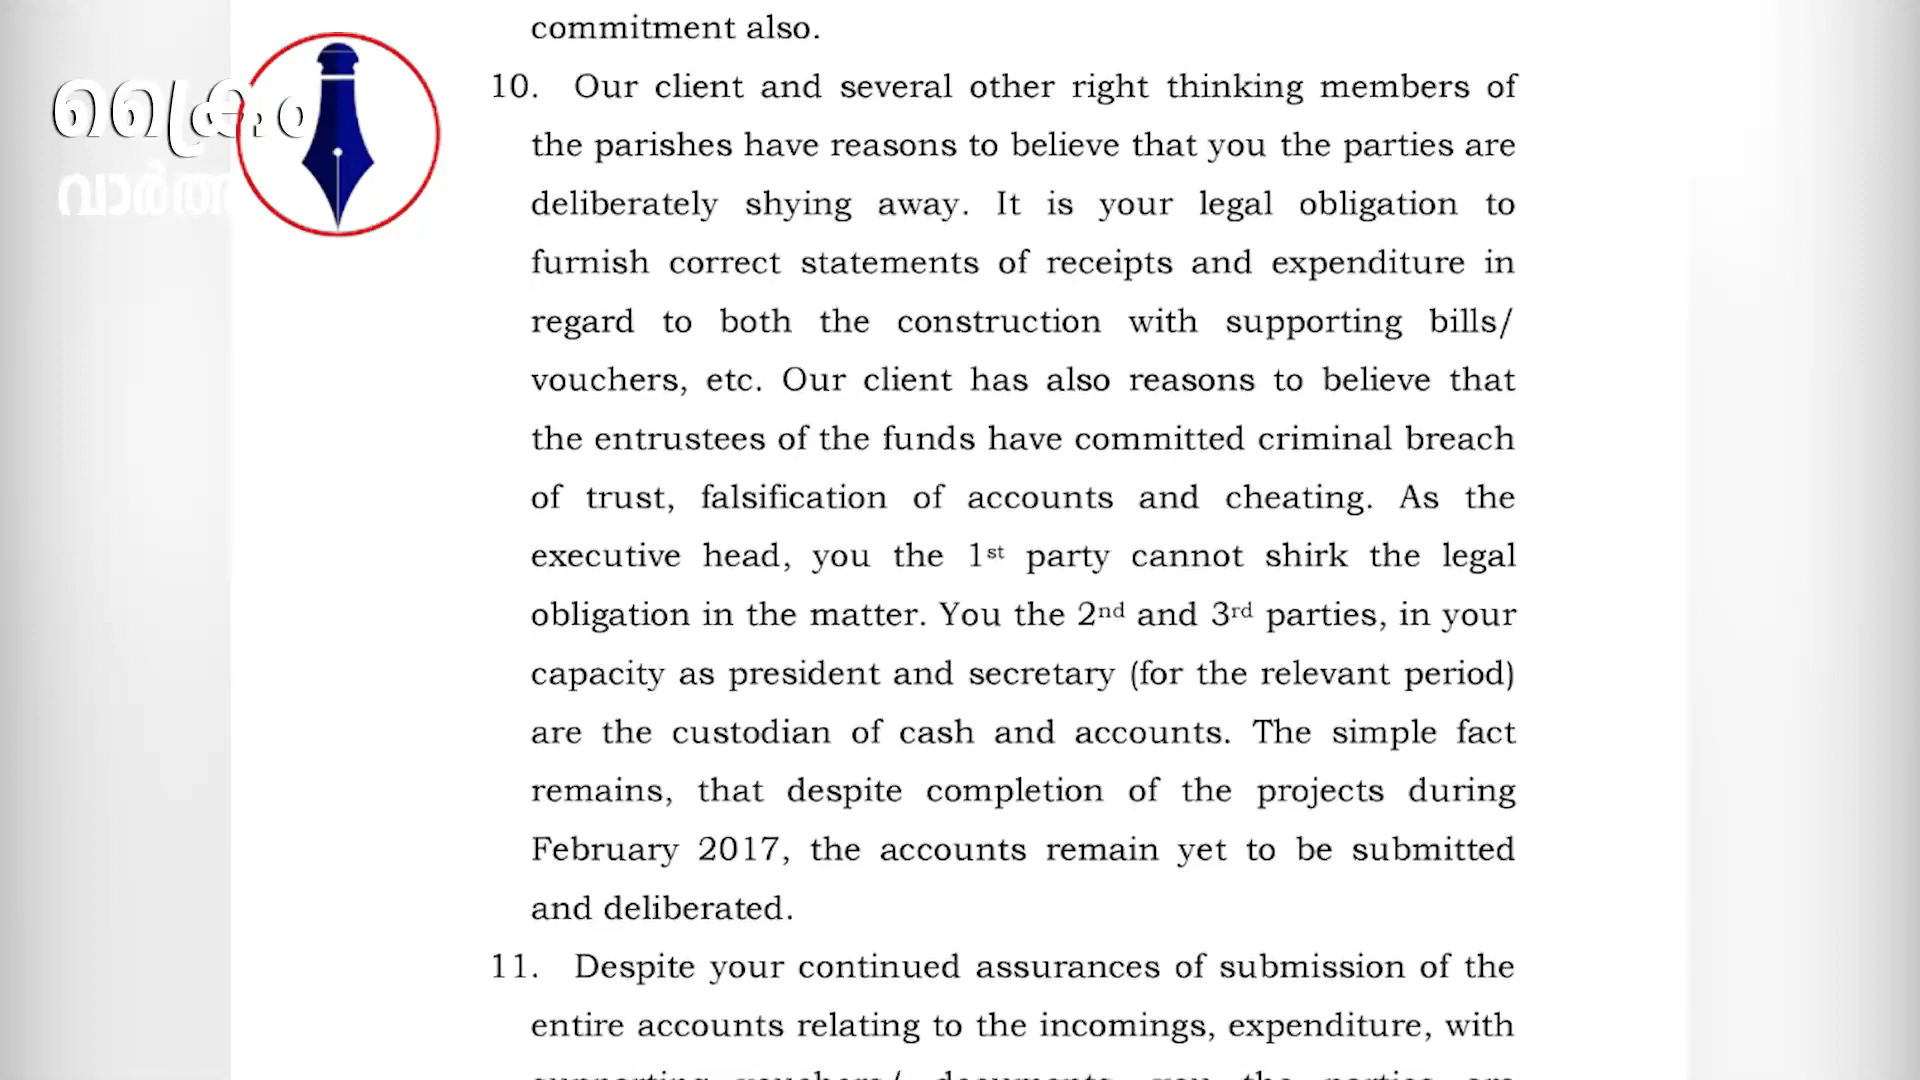 commitment also.
ക്രൈം
വാർത്ത
10. Our client and several other right thinking members of
the parishes have reasons to believe that you the parties are
deliberately shying away. It is your legal obligation to
furnish correct statements of receipts and expenditure in
regard to both the construction with supporting bills/
vouchers, etc. Our client has also reasons to believe that
the entrustees of the funds have committed criminal breach
of trust, falsification of accounts and cheating. As the
executive head, you the 1st party cannot shirk the legal
obligation in the matter. You the 2nd and 3rd parties, in your
capacity as president and secretary (for the relevant period)
are the custodian of cash and accounts. The simple fact
remains, that despite completion of the projects during
February 2017, the accounts remain yet to be submitted
and deliberated.
11. Despite your continued assurances of submission of the
entire accounts relating to the incomings, expenditure, with
supporting vouchers/ documents, you the parties are